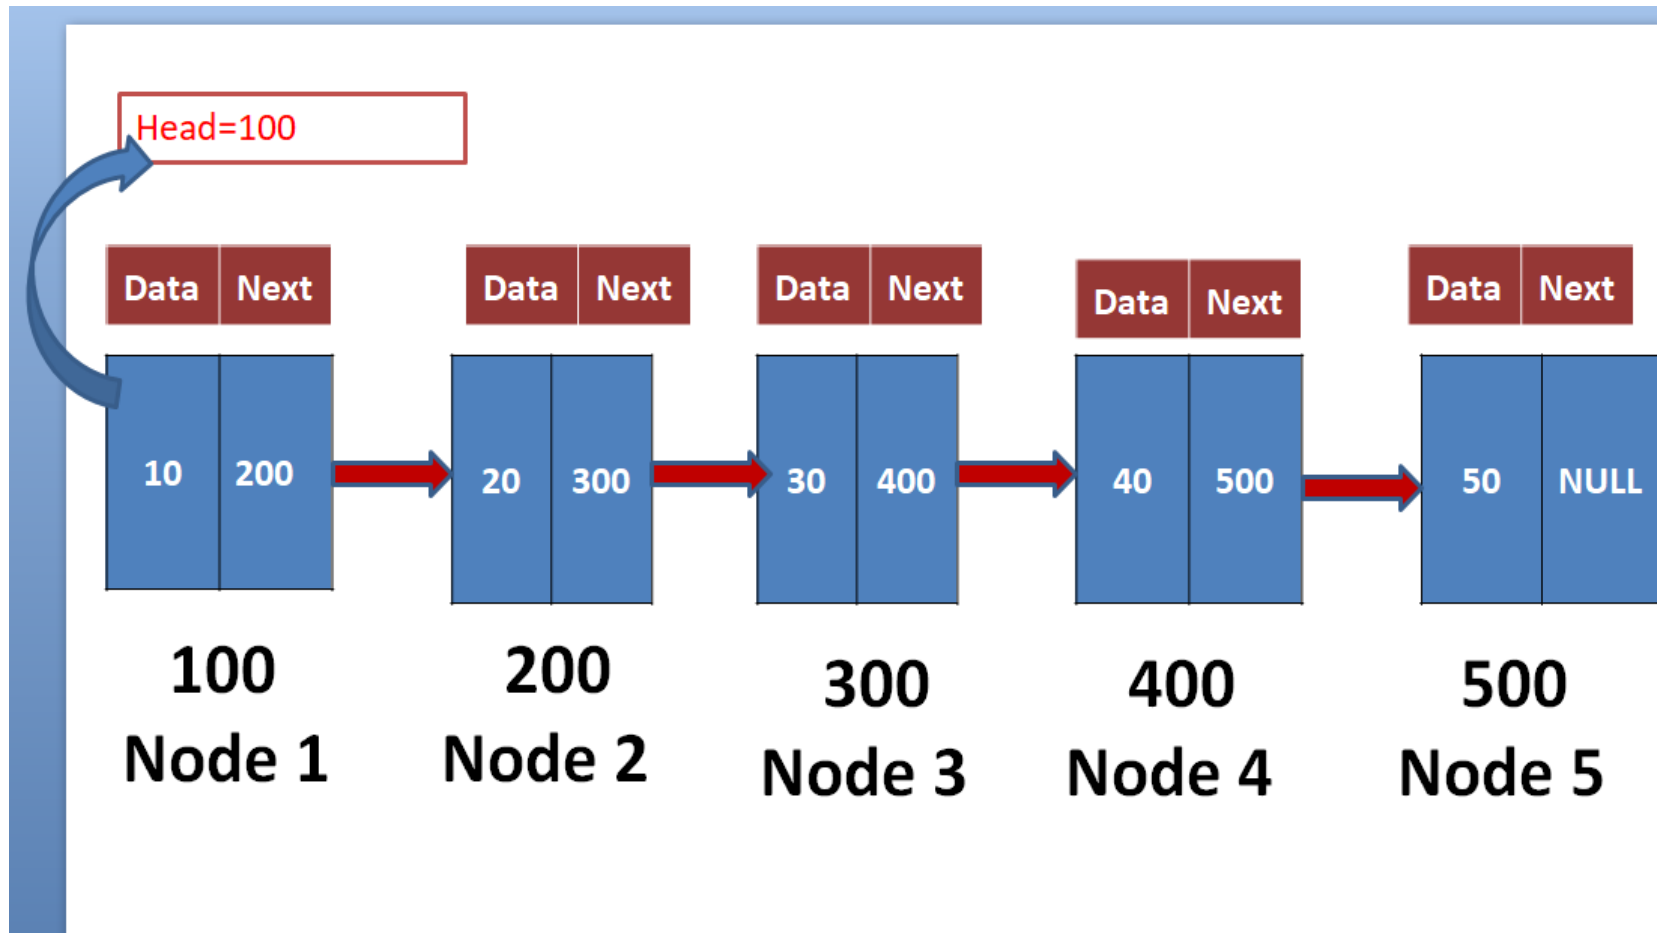 Head=100
Data Next
Data Next
Data Next
Data Next
Data Next
10 200
20 300
30 400
40 500
50 NULL
100
200
300
400
500
Node 1
Node 2
Node 3
Node 4
Node 5